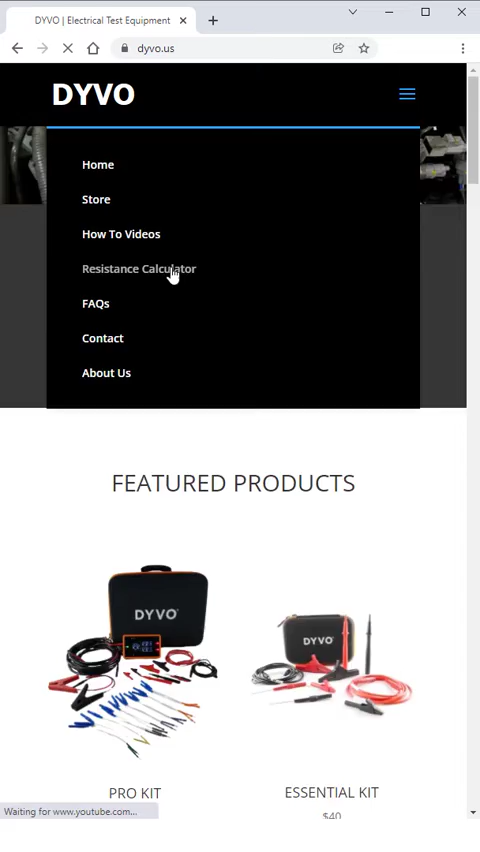 DYVO | Electrical Test Equipment
dyvo.us
DYVO
Home
Store
How To Videos
Resistance Calculator
FAQs
Contact
About Us
FEATURED PRODUCTS
DYVO
DYVO
PRO KIT
ESSENTIAL KIT
$40
Waiting for www.youtube.com...